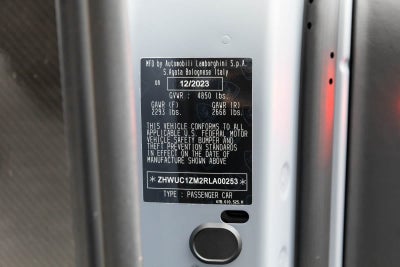 MFD by Automobili Lamborghini S.p.A.
S.Agata Bolognese Italy
ON 12/2023
GVWR : 4850 lbs.
GAWR (F) GAWR (R)
2293 lbs. 2668 lbs.
THIS VEHICLE CONFORMS TO ALL
APPLICABLE U.S. FEDERAL MOTOR
VEHICLE SAFETY BUMPER AND
THEFT PREVENTION STANDARDS
IN EFFECT ON THE DATE OF
MANUFACTURE SHOWN ABOVE
*ZHWUC1ZM2RLA00253*
TYPE : PASSENGER CAR